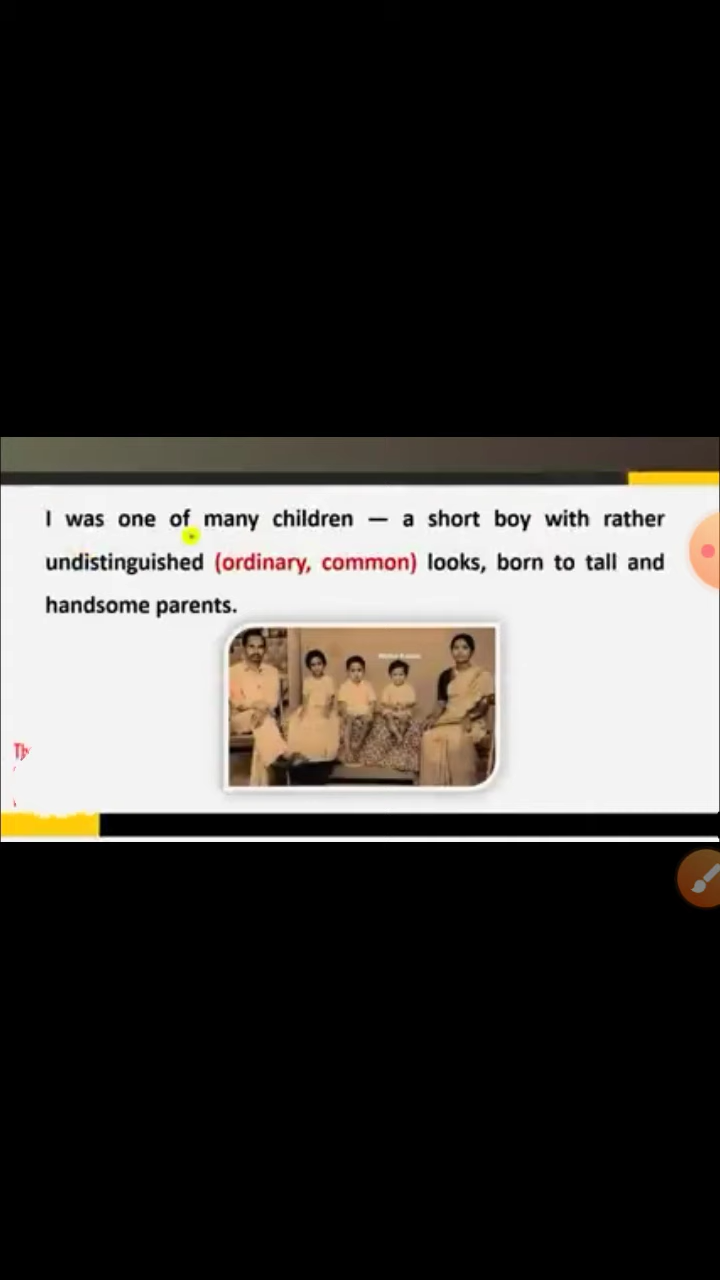 I was one of many children — a short boy with rather
undistinguished (ordinary, common) looks, born to tall and
handsome parents.